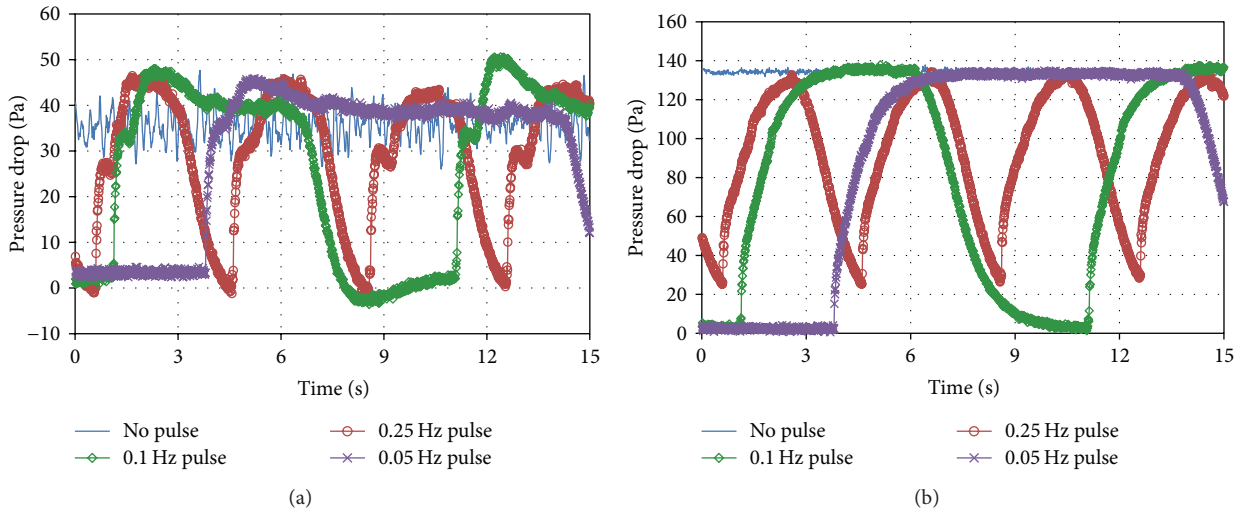 60
50
40
30
20
10
0
−10
Pressure drop (Pa)
0 3 6 9 12 15
Time (s)
No pulse
0.1 Hz pulse
0.25 Hz pulse
0.05 Hz pulse
(a)
160
140
120
100
80
60
40
20
0
Pressure drop (Pa)
0 3 6 9 12 15
Time (s)
No pulse
0.1 Hz pulse
0.25 Hz pulse
0.05 Hz pulse
(b)